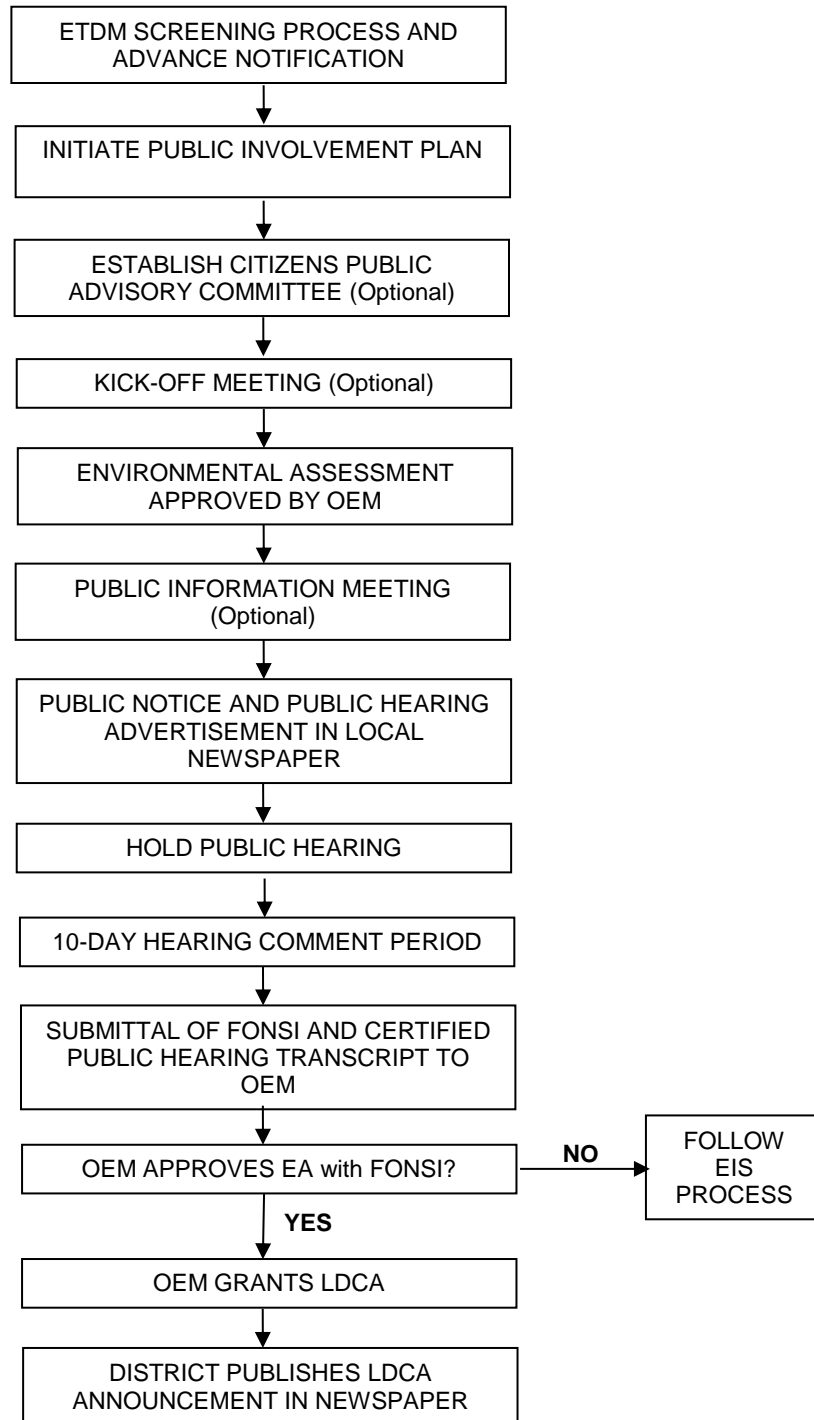 ETDM SCREENING PROCESS AND
ADVANCE NOTIFICATION
INITIATE PUBLIC INVOLVEMENT PLAN
ESTABLISH CITIZENS PUBLIC
ADVISORY COMMITTEE (Optional)
KICK-OFF MEETING (Optional)
ENVIRONMENTAL ASSESSMENT
APPROVED BY OEM
PUBLIC INFORMATION MEETING
(Optional)
PUBLIC NOTICE AND PUBLIC HEARING
ADVERTISEMENT IN LOCAL
NEWSPAPER
HOLD PUBLIC HEARING
10-DAY HEARING COMMENT PERIOD
SUBMITTAL OF FONSI AND CERTIFIED
PUBLIC HEARING TRANSCRIPT TO
OEM
OEM APPROVES EA with FONSI?
NO
FOLLOW
EIS
PROCESS
YES
OEM GRANTS LDCA
DISTRICT PUBLISHES LDCA
ANNOUNCEMENT IN NEWSPAPER